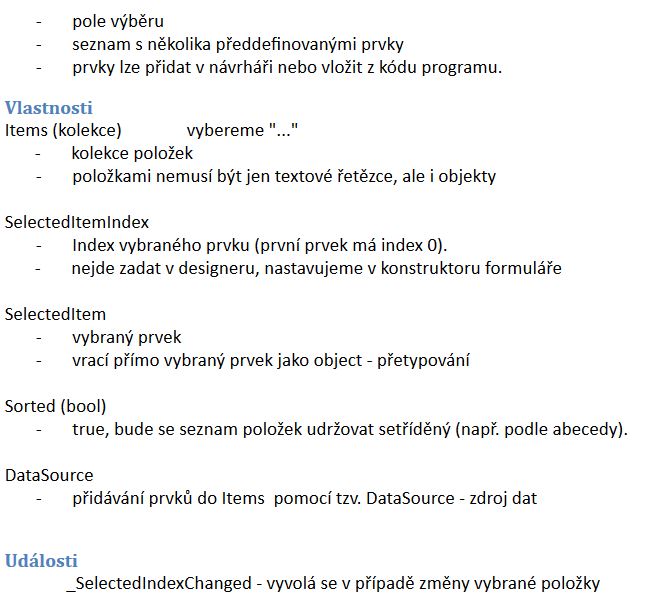 - pole výběru
- seznam s několika předdefinovanými prvky
- prvky lze přidat v návrháři nebo vložit z kódu programu.
Vlastnosti
Items (kolekce) vybereme "..."
- kolekce položek
- položkami nemusí být jen textové řetězce, ale i objekty
SelectedItemIndex
- Index vybraného prvku (první prvek má index 0).
- nejde zadat v designeru, nastavujeme v konstruktoru formuláře
SelectedItem
- vybraný prvek
- vrací přímo vybraný prvek jako object - přetypování
Sorted (bool)
- true, bude se seznam položek udržovat setříděný (např. podle abecedy).
DataSource
- přidávání prvků do Items pomocí tzv. DataSource - zdroj dat
Události
_SelectedIndexChanged - vyvolá se v případě změny vybrané položky